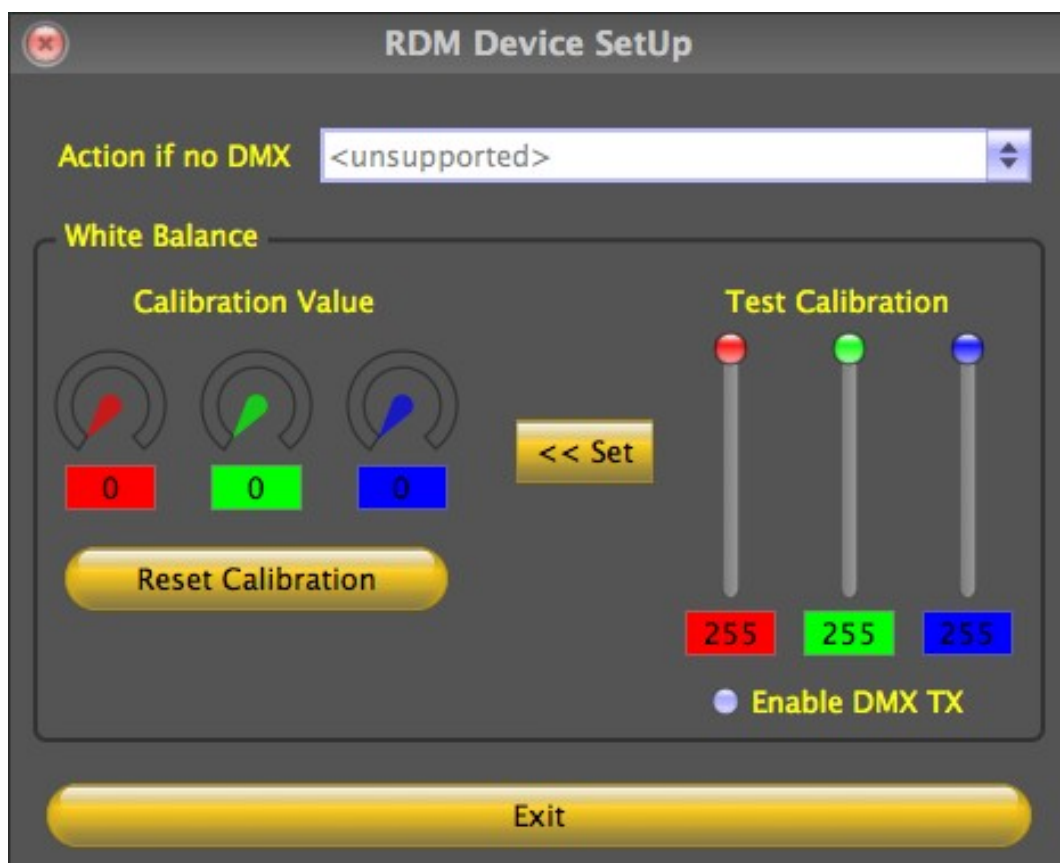 RDM Device SetUp
Action if no DMX
<unsupported>
White Balance
Calibration Value
Test Calibration
<< Set
0 0 0
Reset Calibration
255 255 255
Enable DMX TX
Exit